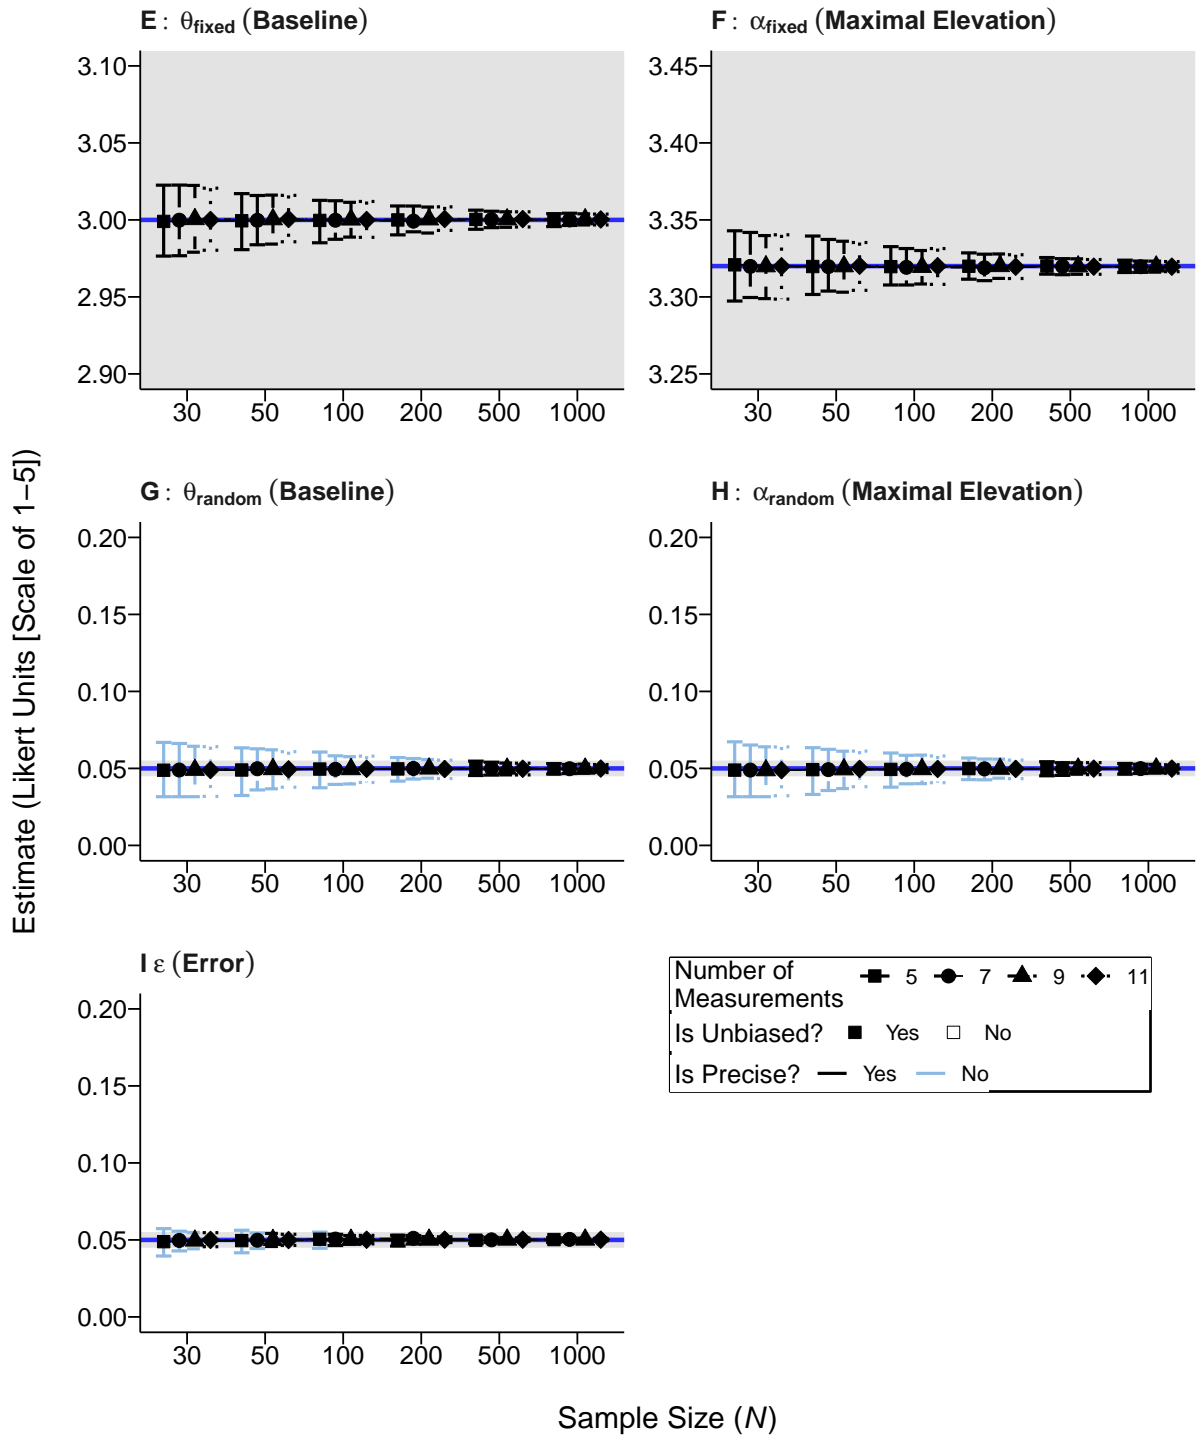 E: θfixed (Baseline)
3.10
3.05
3.00
2.95
2.90
30 50 100 200 500 1000
F: αfixed (Maximal Elevation)
3.45
3.40
3.35
3.30
3.25
30 50 100 200 500 1000
Estimate (Likert Units [Scale of 1–5])
G: θrandom (Baseline)
0.20
0.15
0.10
0.05
0.00
30 50 100 200 500 1000
H: αrandom (Maximal Elevation)
0.20
0.15
0.10
0.05
0.00
30 50 100 200 500 1000
I ε (Error)
0.20
0.15
0.10
0.05
0.00
30 50 100 200 500 1000
Number of
Measurements 5 7 9 11
Is Unbiased? Yes No
Is Precise? Yes No
Sample Size (N)